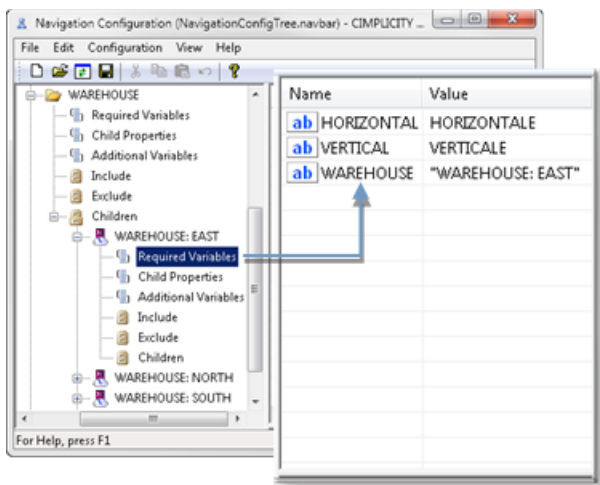 Navigation Configuration (NavigationConfigTree.navbar) - CIMPLICITY ...
File Edit Configuration View Help
WAREHOUSE
Required Variables
Child Properties
Additional Variables
Include
Exclude
Children
WAREHOUSE: EAST
Required Variables
Child Properties
Additional Variables
Include
Exclude
Children
WAREHOUSE: NORTH
WAREHOUSE: SOUTH
For Help, press F1
Name Value
ab HORIZONTAL HORIZONTALE
ab VERTICAL VERTICALE
ab WAREHOUSE "WAREHOUSE: EAST"